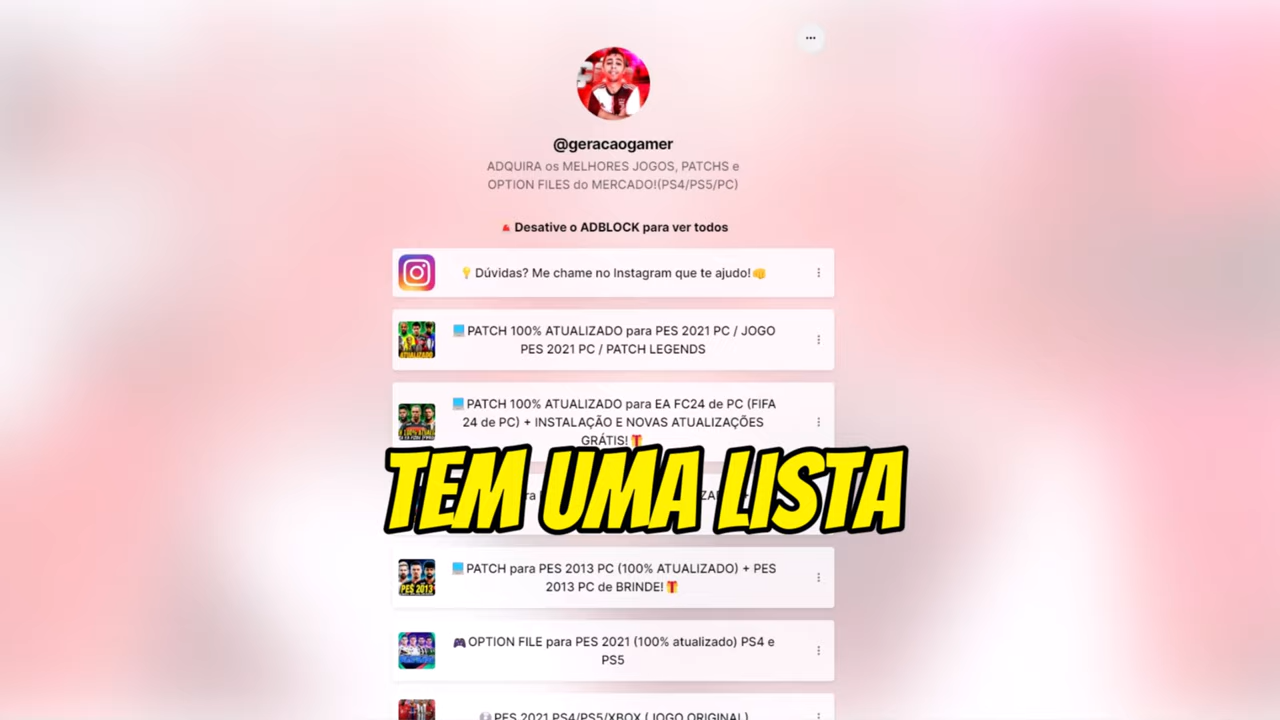 @geracaogamer
ADQUIRA os MELHORES JOGOS, PATCHS e
OPTION FILES do MERCADO!(PS4/PS5/PC)
Desative o ADBLOCK para ver todos
Dúvidas? Me chame no Instagram que te ajudo!
PATCH 100% ATUALIZADO para PES 2021 PC / JOGO
PES 2021 PC / PATCH LEGENDS
ATUALIZADO
PATCH 100% ATUALIZADO para EA FC24 de PC (FIFA
24 de PC) + INSTALAÇÃO E NOVAS ATUALIZAÇÕES
GRÁTIS!
TEM UMA LISTA
PATCH para PES 2013 PC (100% ATUALIZADO) + PES
2013 PC de BRINDE!
PES 2013
OPTION FILE para PES 2021 (100% atualizado) PS4 e
PS5
PES 2021 PS4/PS5/XBOX (JOGO ORIGINAL)